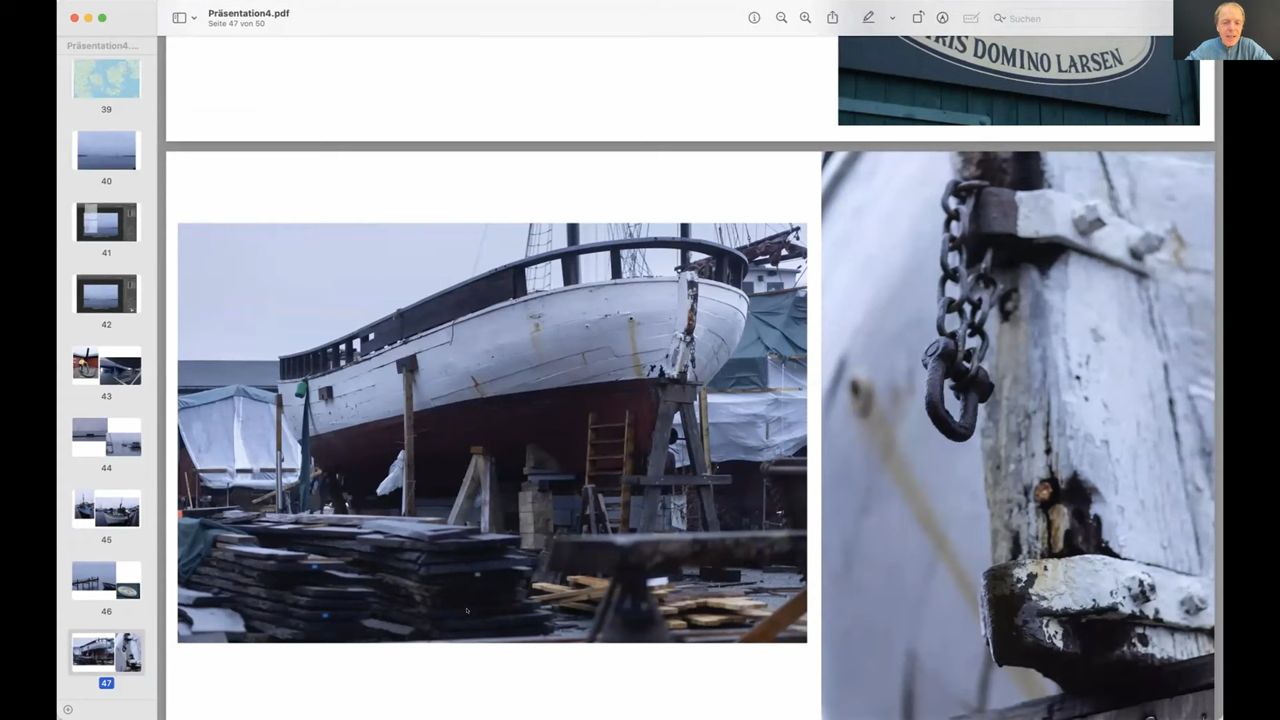 Präsentation4.pdf
Seite 47 von 50
Suchen
Präsentation4....
39
40
41
42
43
44
45
46
47
TRIS DOMINO LARSEN